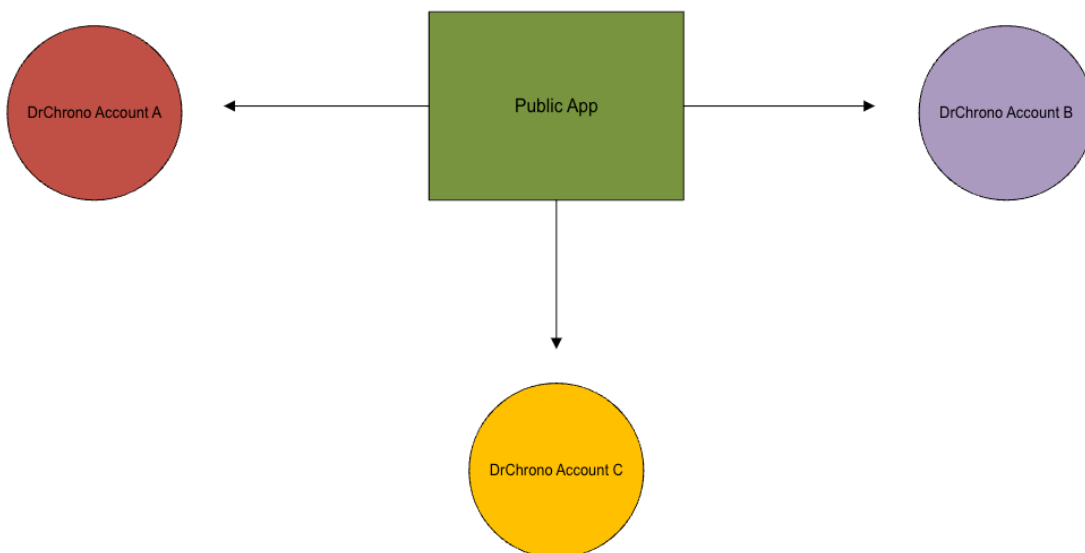 DrChrono Account A
Public App
DrChrono Account B
DrChrono Account C